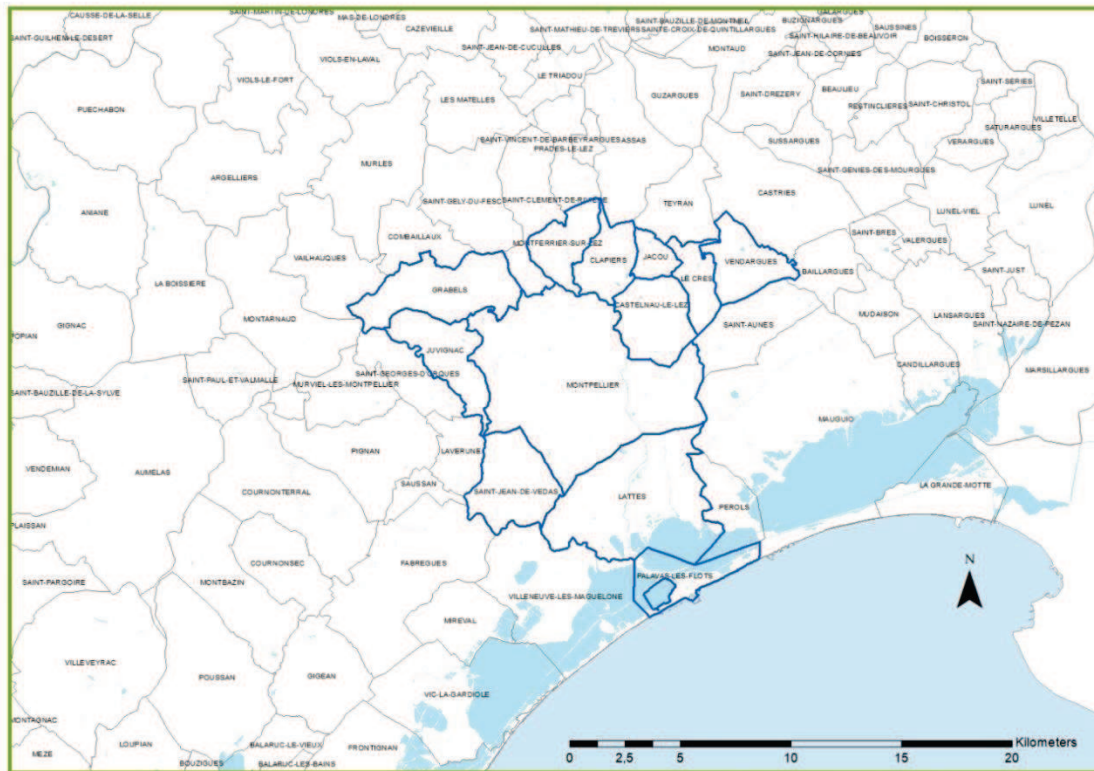 CAUSSE-DE-LA-SELLE
SAINT-MARTIN-DE-LONDRES
MAS-DE-LONDRES
CAZEVIEILLE
SAINT-MATHIEU-DE-TREVIERS
SAINT-BAUZILLE-DE-MONTMEL
SAINTE-CROIX-DE-QUINTILLARGUES
GALARGUES
BUZIGNARGUES
SAUSSINES
SAINT-HILAIRE-DE-BEAUVOIR
BOISSERON
SAINT-GUILHEM-LE-DESERT
SAINT-JEAN-DE-CUCULLES
MONTAUD
SAINT-JEAN-DE-CORNIES
VIOLS-EN-LAVAL
VIOLS-LE-FORT
LE TRIADOU
SAINT-SERIES
BEAULIEU
GUZARGUES
SAINT-DREZERY
LES MATELLES
RESTINCLIERES
SAINT-CHRISTOL
PUECHABON
VILLETELLE
SATURARGUES
SAINT-VINCENT-DE-BARBEYRARGUES
ASSAS
SUSSARGUES
VERARGUES
PRADES-LE-LEZ
MURLES
SAINT-GENIES-DES-MOURGUES
ARGELLIERS
CASTRIES
SAINT-GELY-DU-FESC
SAINT-CLEMENT-DE-RIVIERE
TEYRAN
LUNEL
ANIANE
LUNEL-VIEL
COMBAILLAUX
SAINT-BRES
MONTFERRIER-SUR-LEZ
VALERGUES
VAILHAUQUES
CLAPIERS
JACOU
VENDARGUES
BAILLARGUES
SAINT-JUST
LE CRES
LA BOISSIERE
GRABELS
CASTELNAU-LE-LEZ
MUDAISON
LANSARGUES
MONTARNAUD
SAINT-NAZAIRE-DE-PEZAN
GIGNAC
SAINT-AUNES
POPIAN
JUVIGNAC
CANDILLARGUES
MARSILLARGUES
SAINT-GEORGES-D'ORQUES
SAINT-PAUL-ET-VALMALLE
MURVIEL-LES-MONTPELLIER
MONTPELLIER
SAINT-BAUZILLE-DE-LA-SYLVE
MAUGUIO
PIGNAN
LAVERUNE
VENDEMIAN
AUMELAS
SAUSSAN
LA GRANDE-MOTTE
COURNONTERRAL
SAINT-JEAN-DE-VEDAS
LATTES
PEROLS
PLAISSAN
COURNONSEC
FABREGUES
N
PALAVAS-LES-FLOTS
SAINT-PARGOIRE
MONTBAZIN
VILLENEUVE-LES-MAGUELONE
MIREVAL
VILLEVEYRAC
POUSSAN
GIGEAN
VIC-LA-GARDIOLE
MONTAGNAC
LOUPIAN
BALARUC-LE-VIEUX
FRONTIGNAN
MEZE
BOUZIGUES
BALARUC-LES-BAINS
Kilometers
0 2,5 5 10 15 20